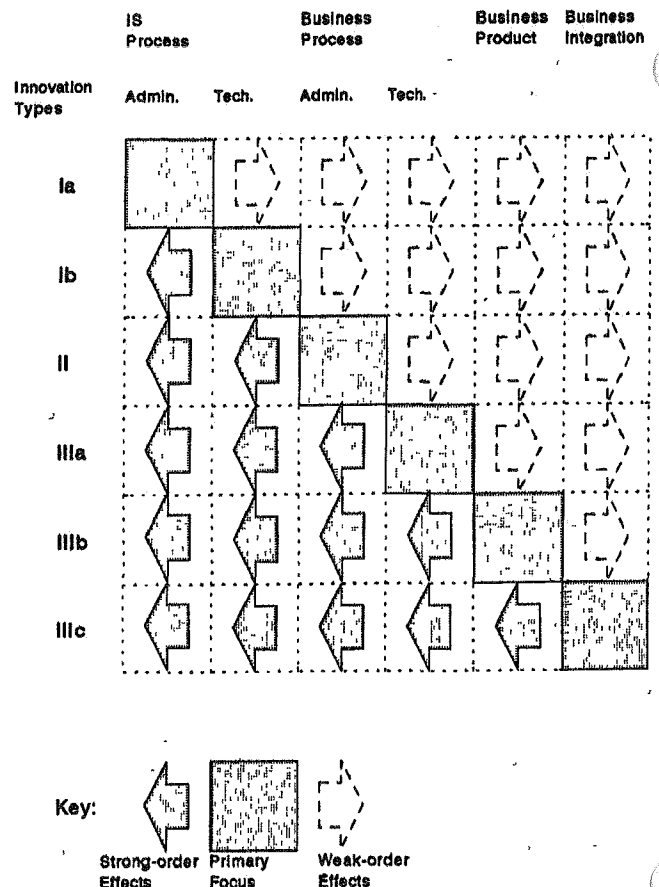 IS Business Business Business
Process Process Product Integration
Innovation
Types Admin. Tech. Admin. Tech.
Ia
Ib
II
IIIa
IIIb
IIIc
Key:
Strong-order Primary Weak-order
Effects Focus Effects